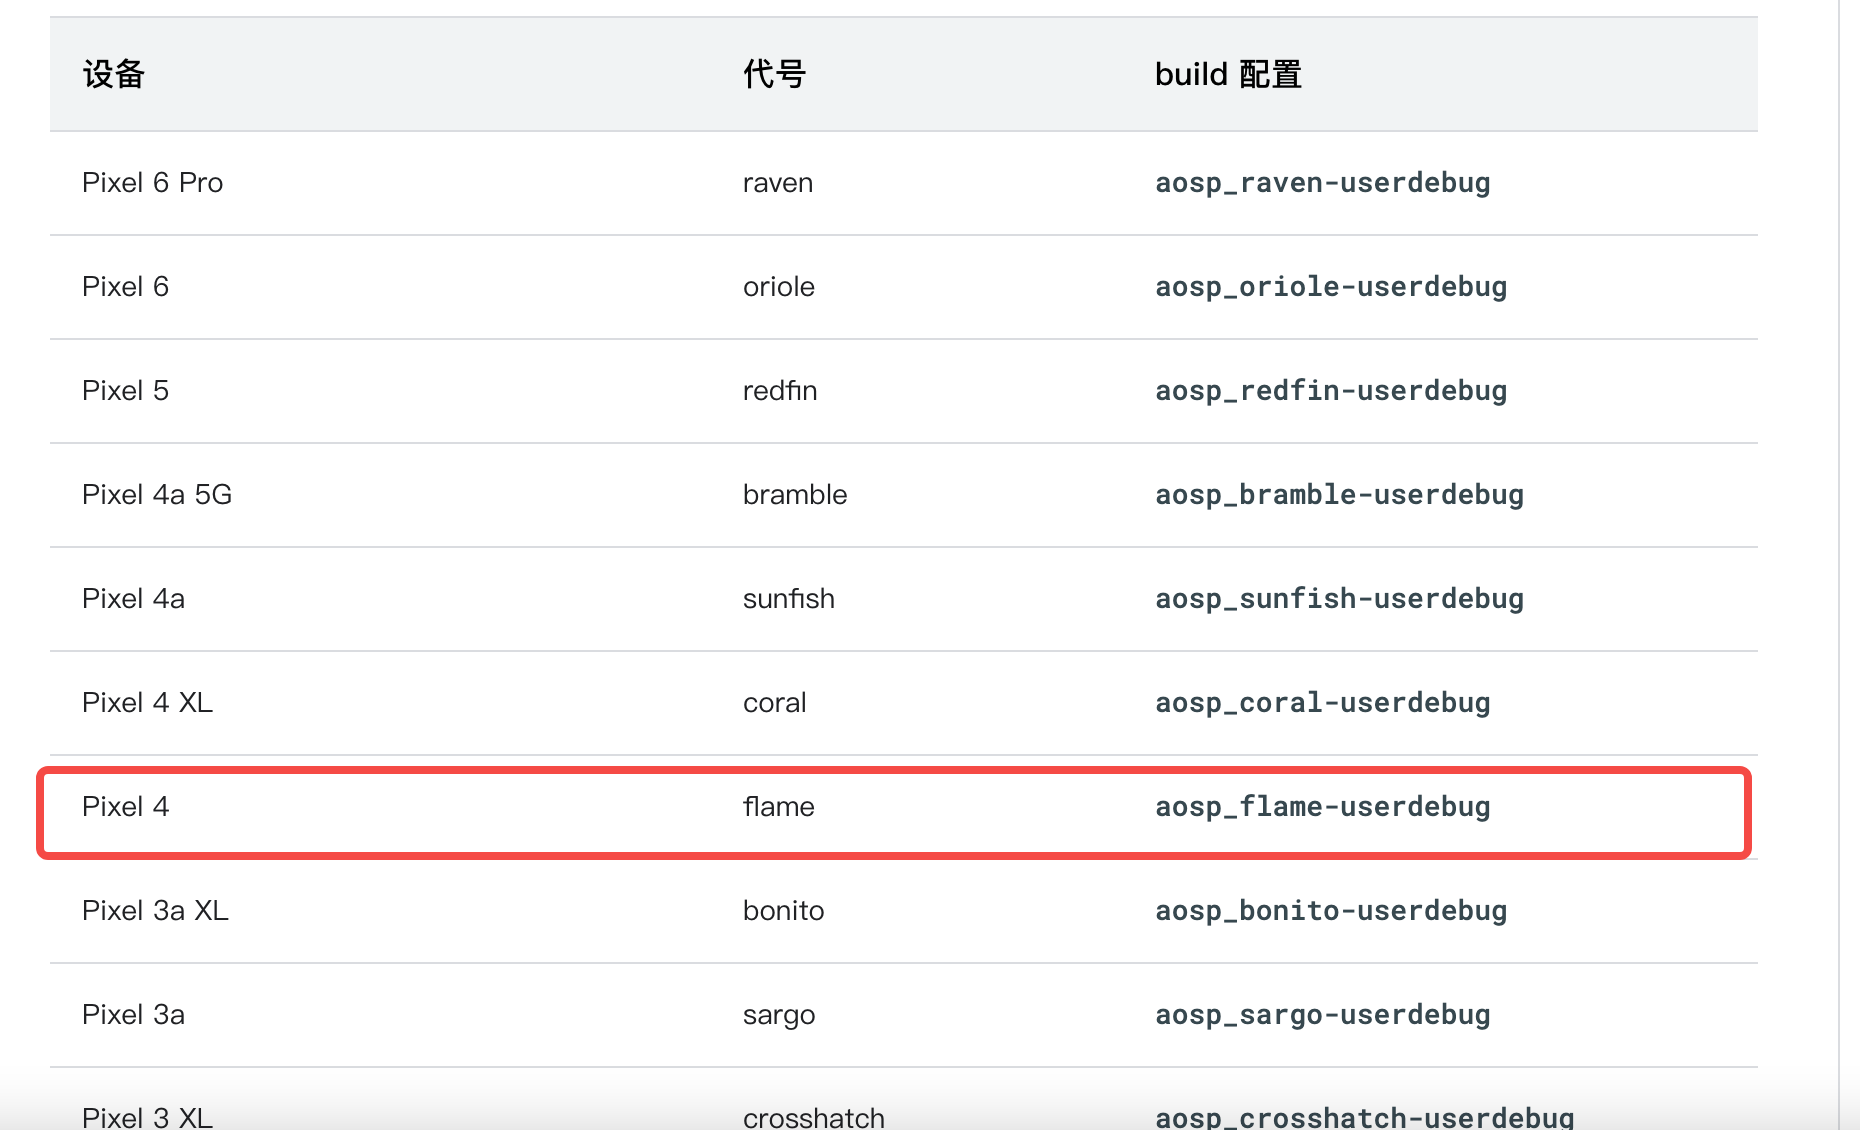 设备 代号 build 配置
Pixel 6 Pro raven aosp_raven-userdebug
Pixel 6 oriole aosp_oriole-userdebug
Pixel 5 redfin aosp_redfin-userdebug
Pixel 4a 5G bramble aosp_bramble-userdebug
Pixel 4a sunfish aosp_sunfish-userdebug
Pixel 4 XL coral aosp_coral-userdebug
Pixel 4 flame aosp_flame-userdebug
Pixel 3a XL bonito aosp_bonito-userdebug
Pixel 3a sargo aosp_sargo-userdebug
Pixel 3 XL crosshatch aosp_crosshatch-userdebug